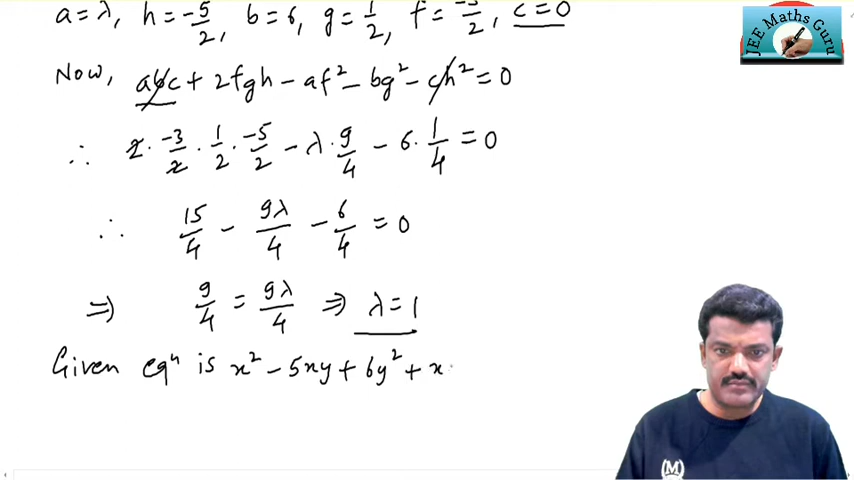 a = λ, h = -5/2, b = 6, g = 1/2, f = -3/2, c = 0
JEE Maths Guru
Now, abc + 2fgh - af² - bg² - ch² = 0
∴ 2 · -3/2 · 1/2 · -5/2 - λ · 9/4 - 6 · 1/4 = 0
∴ 15/4 - 9λ/4 - 6/4 = 0
⇒ 9/4 = 9λ/4 ⇒ λ = 1
Given eqⁿ is x² - 5xy + 6y² + x
(M)